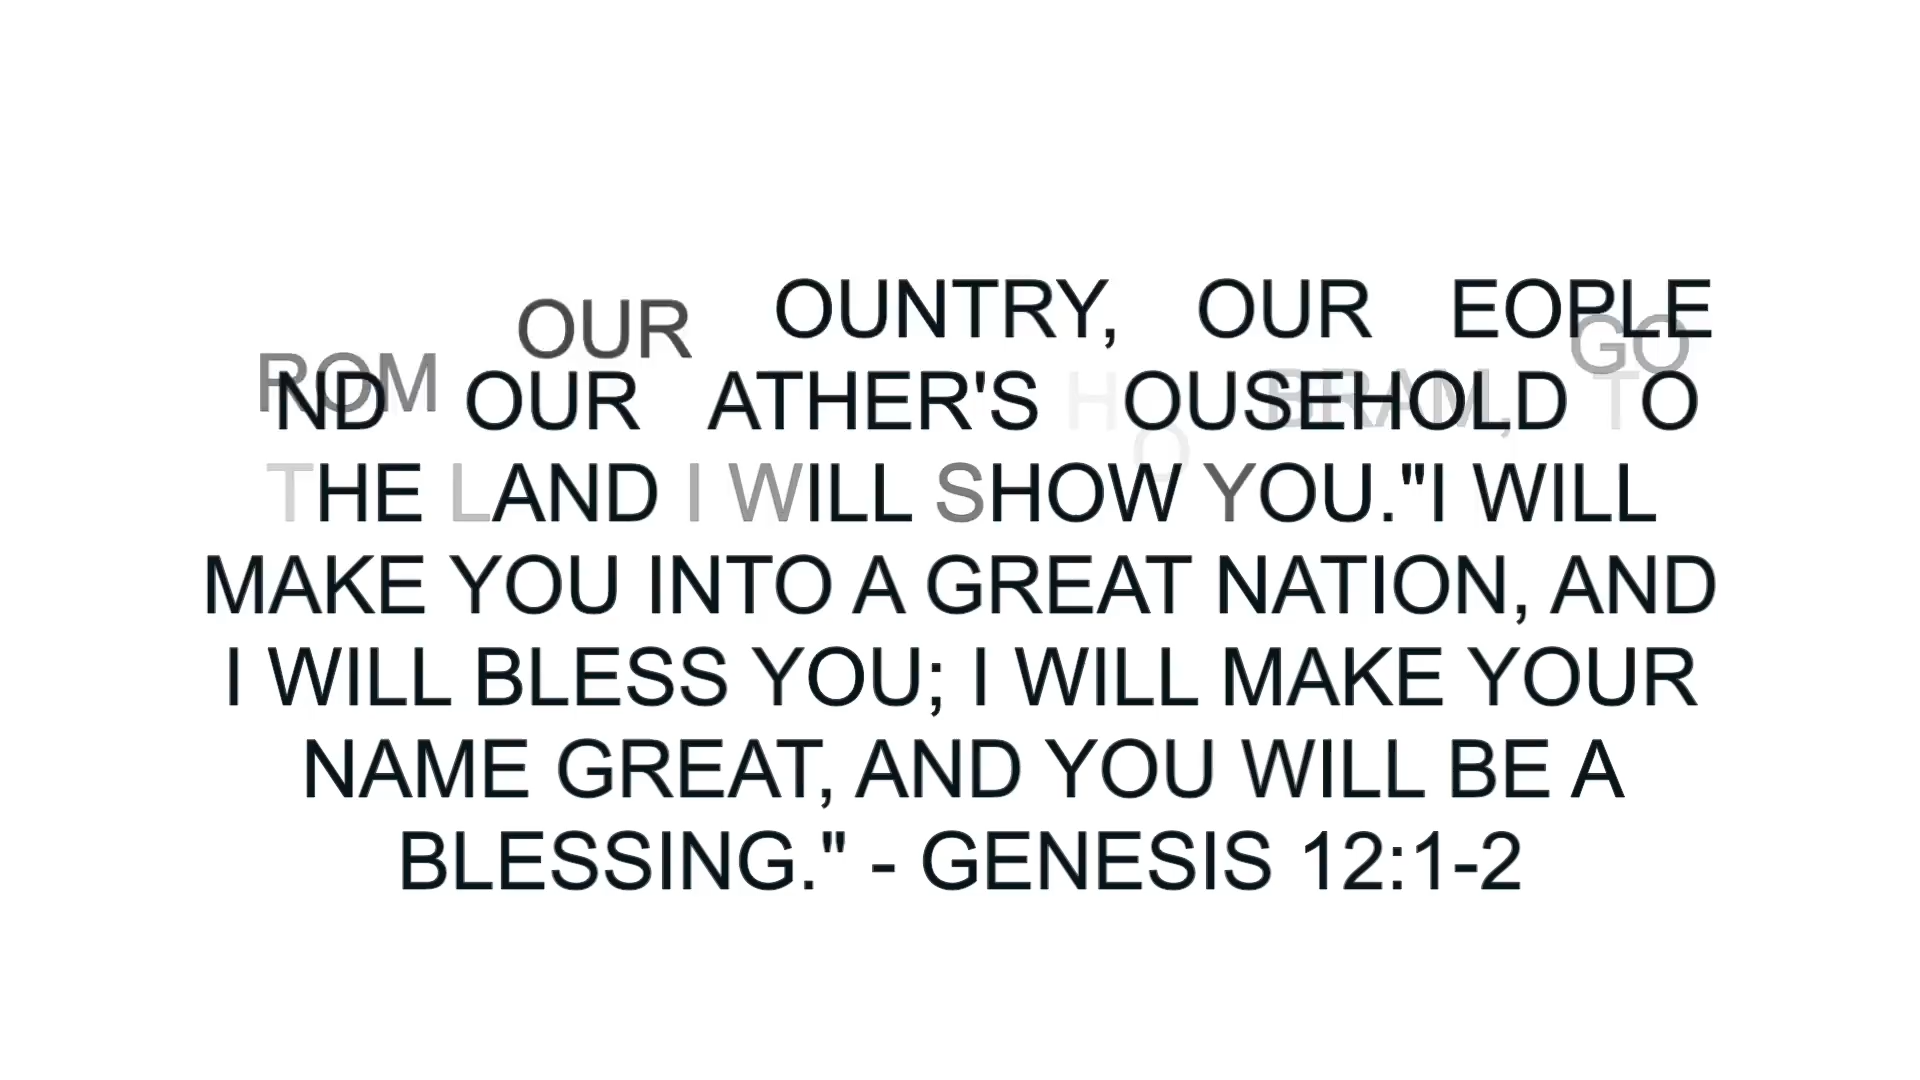 OUR OUNTRY, OUR EOPLE
GO
ROM
ND OUR ATHER'S HOUSEHOLD TO
BRAM,
O
THE LAND I WILL SHOW YOU."I WILL
MAKE YOU INTO A GREAT NATION, AND
I WILL BLESS YOU; I WILL MAKE YOUR
NAME GREAT, AND YOU WILL BE A
BLESSING." - GENESIS 12:1-2